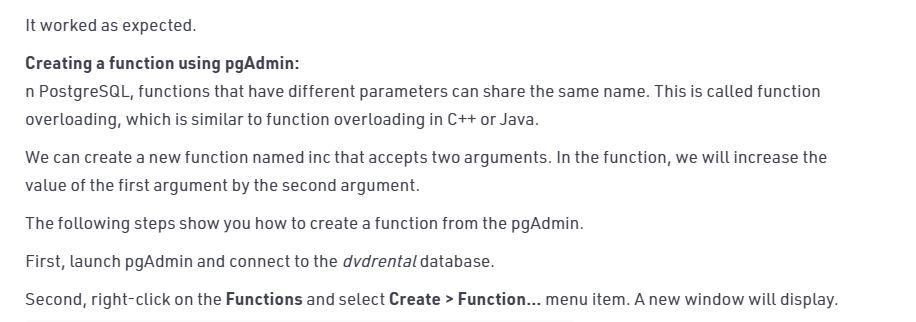 It worked as expected.
Creating a function using pgAdmin:
n PostgreSQL, functions that have different parameters can share the same name. This is called function
overloading, which is similar to function overloading in C++ or Java.
We can create a new function named inc that accepts two arguments. In the function, we will increase the
value of the first argument by the second argument.
The following steps show you how to create a function from the pgAdmin.
First, launch pgAdmin and connect to the dvdrental database.
Second, right-click on the Functions and select Create > Function... menu item. A new window will display.